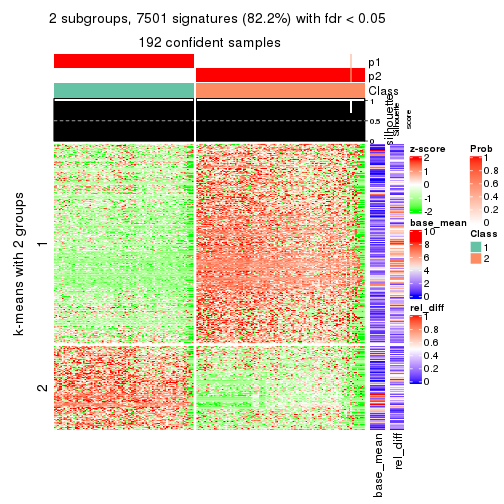 2 subgroups, 7501 signatures (82.2%) with fdr < 0.05
192 confident samples
p1
p2
Class
silhouette
1
0.5
0
Silhouette
score
k-means with 2 groups
1
2
base_mean
rel_diff
z-score
2
1
0
-1
-2
base_mean
10
8
6
4
2
0
rel_diff
1
0.8
0.6
0.4
0.2
0
Prob
1
0.8
0.6
0.4
0.2
0
Class
1
2